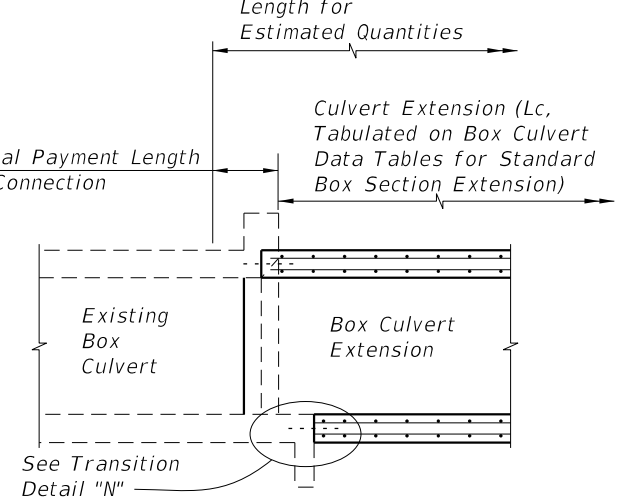 Length for
Estimated Quantities
Culvert Extension (Lc,
Tabulated on Box Culvert
Data Tables for Standard
Box Section Extension)
al Payment Length
Connection
Existing
Box
Culvert
Box Culvert
Extension
See Transition
Detail "N"